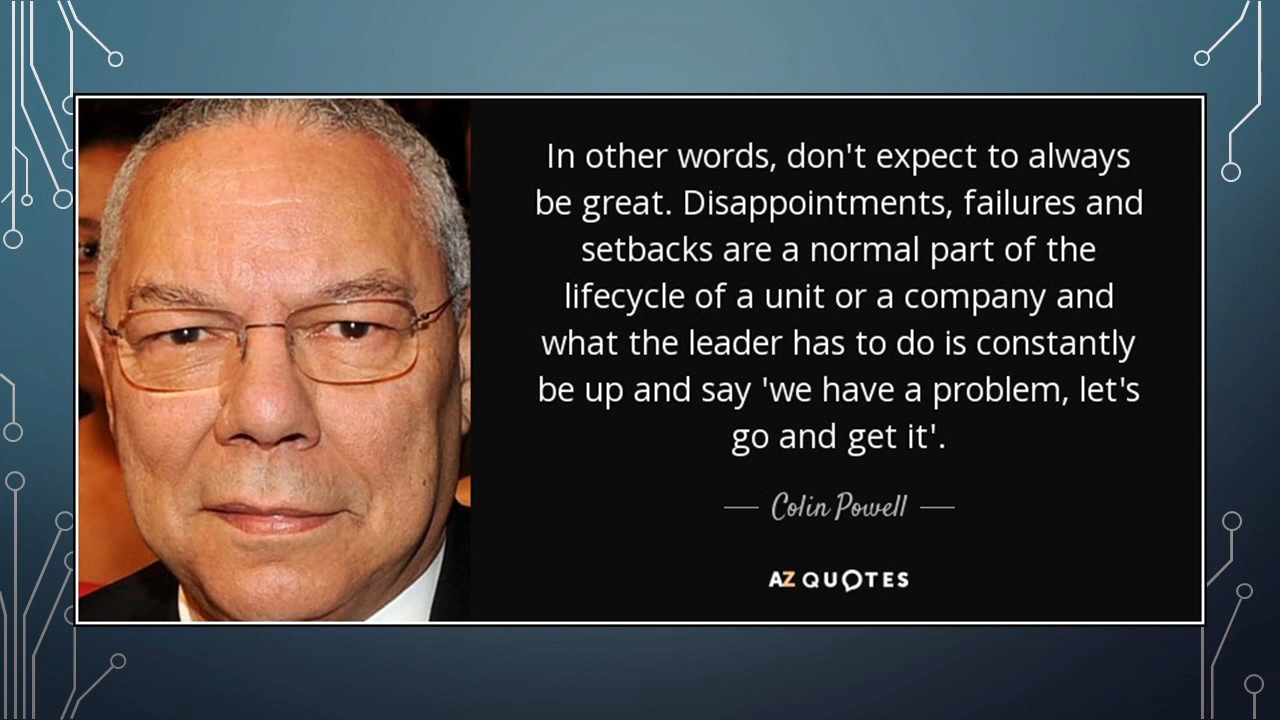 In other words, don't expect to always
be great. Disappointments, failures and
setbacks are a normal part of the
lifecycle of a unit or a company and
what the leader has to do is constantly
be up and say 'we have a problem, let's
go and get it'.
Colin Powell
AZ QUOTES